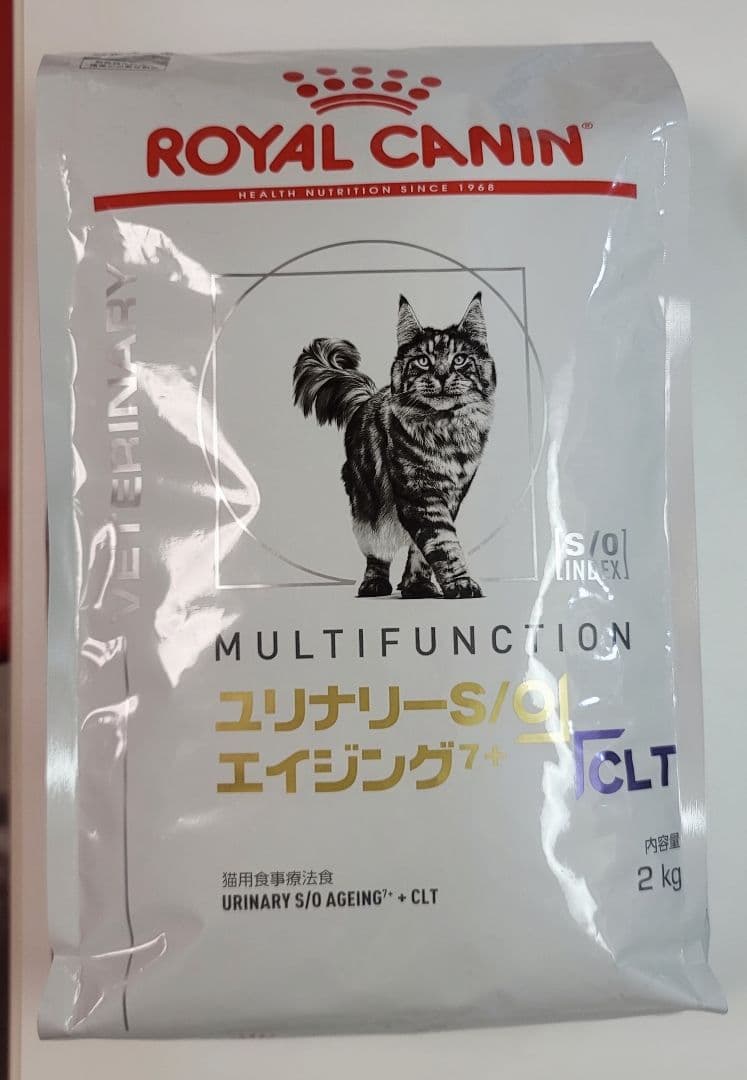 ROYAL CANIN®
HEALTH NUTRITION SINCE 1968
VETERINARY
[S/O]
[INDEX]
MULTIFUNCTION
ユリナリーS/O
エイジング7+
CLT
内容量
2 kg
猫用食事療法食
URINARY S/O AGEING7+ + CLT